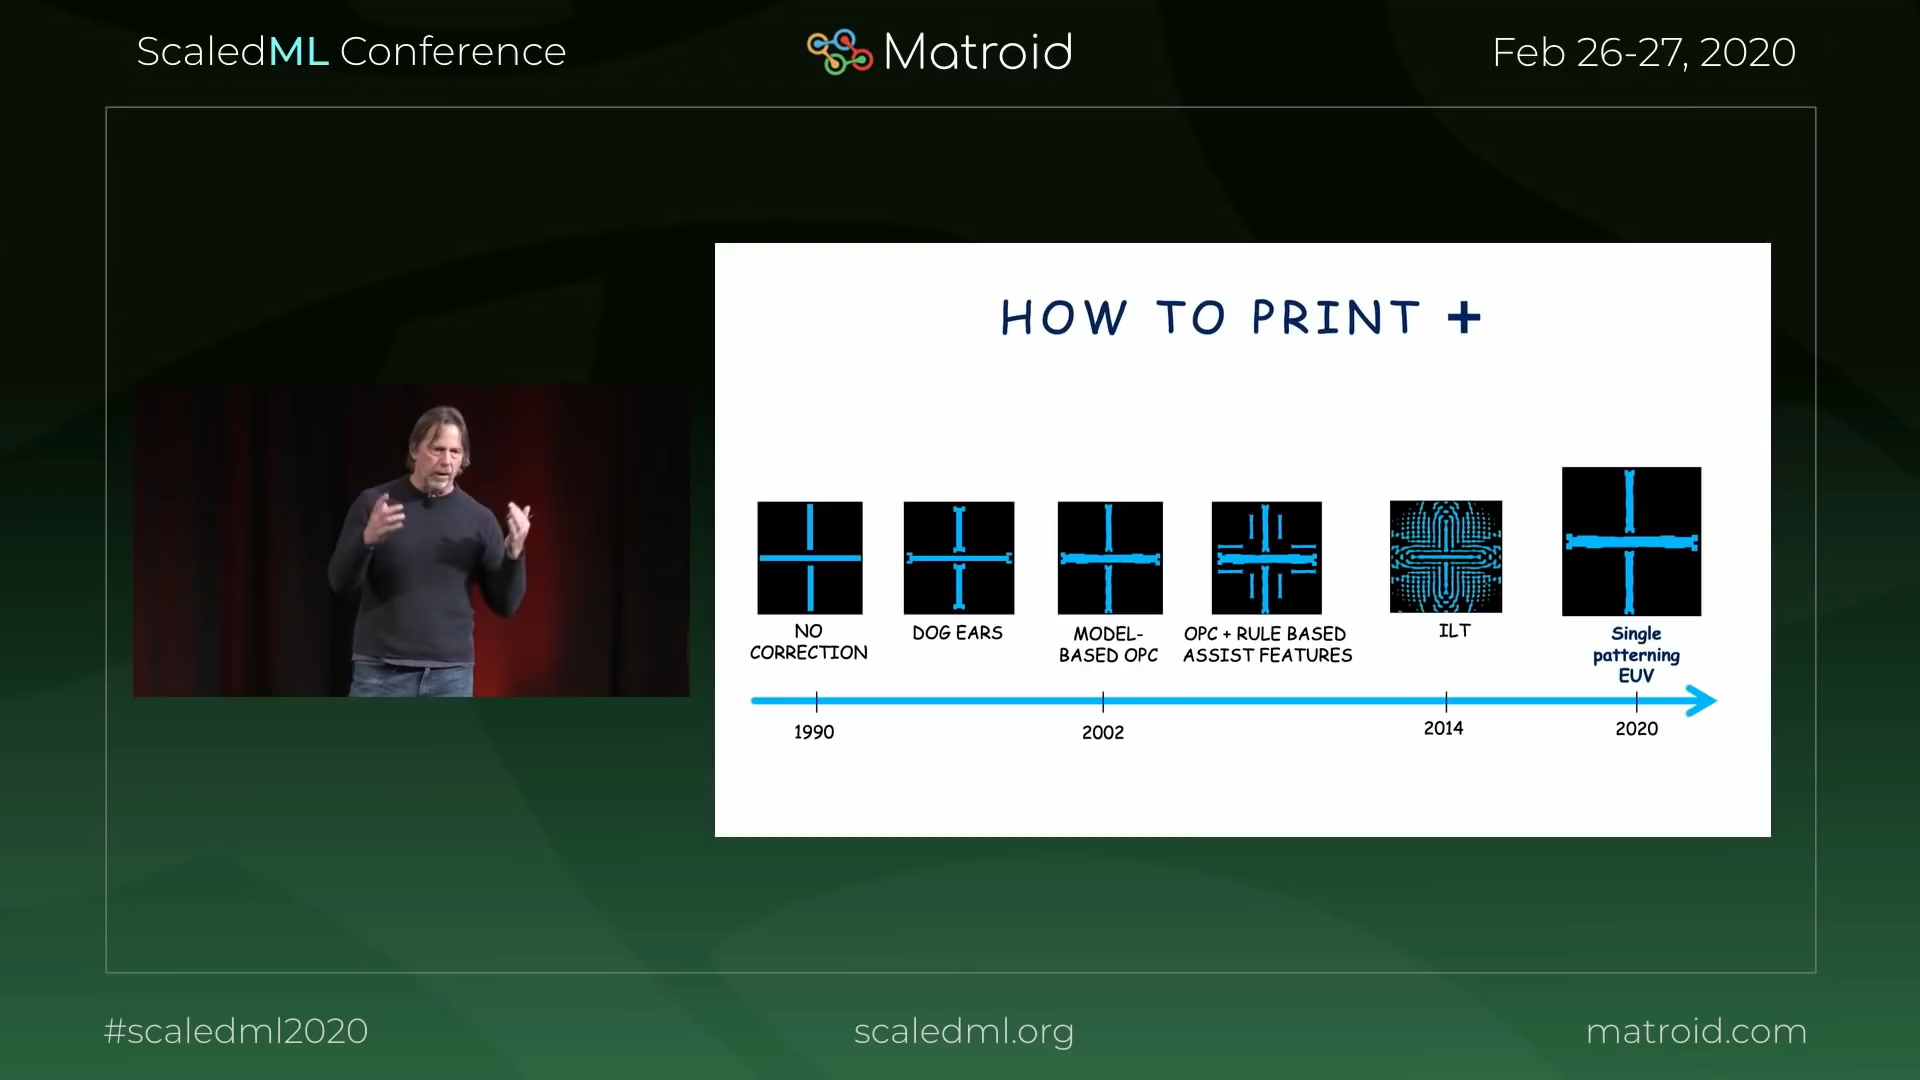 ScaledML Conference
Matroid
Feb 26-27, 2020
HOW TO PRINT +
NO
CORRECTION
DOG EARS
MODEL-
BASED OPC
OPC + RULE BASED
ASSIST FEATURES
ILT
Single
patterning
EUV
1990
2002
2014
2020
#scaledml2020
scaledml.org
matroid.com